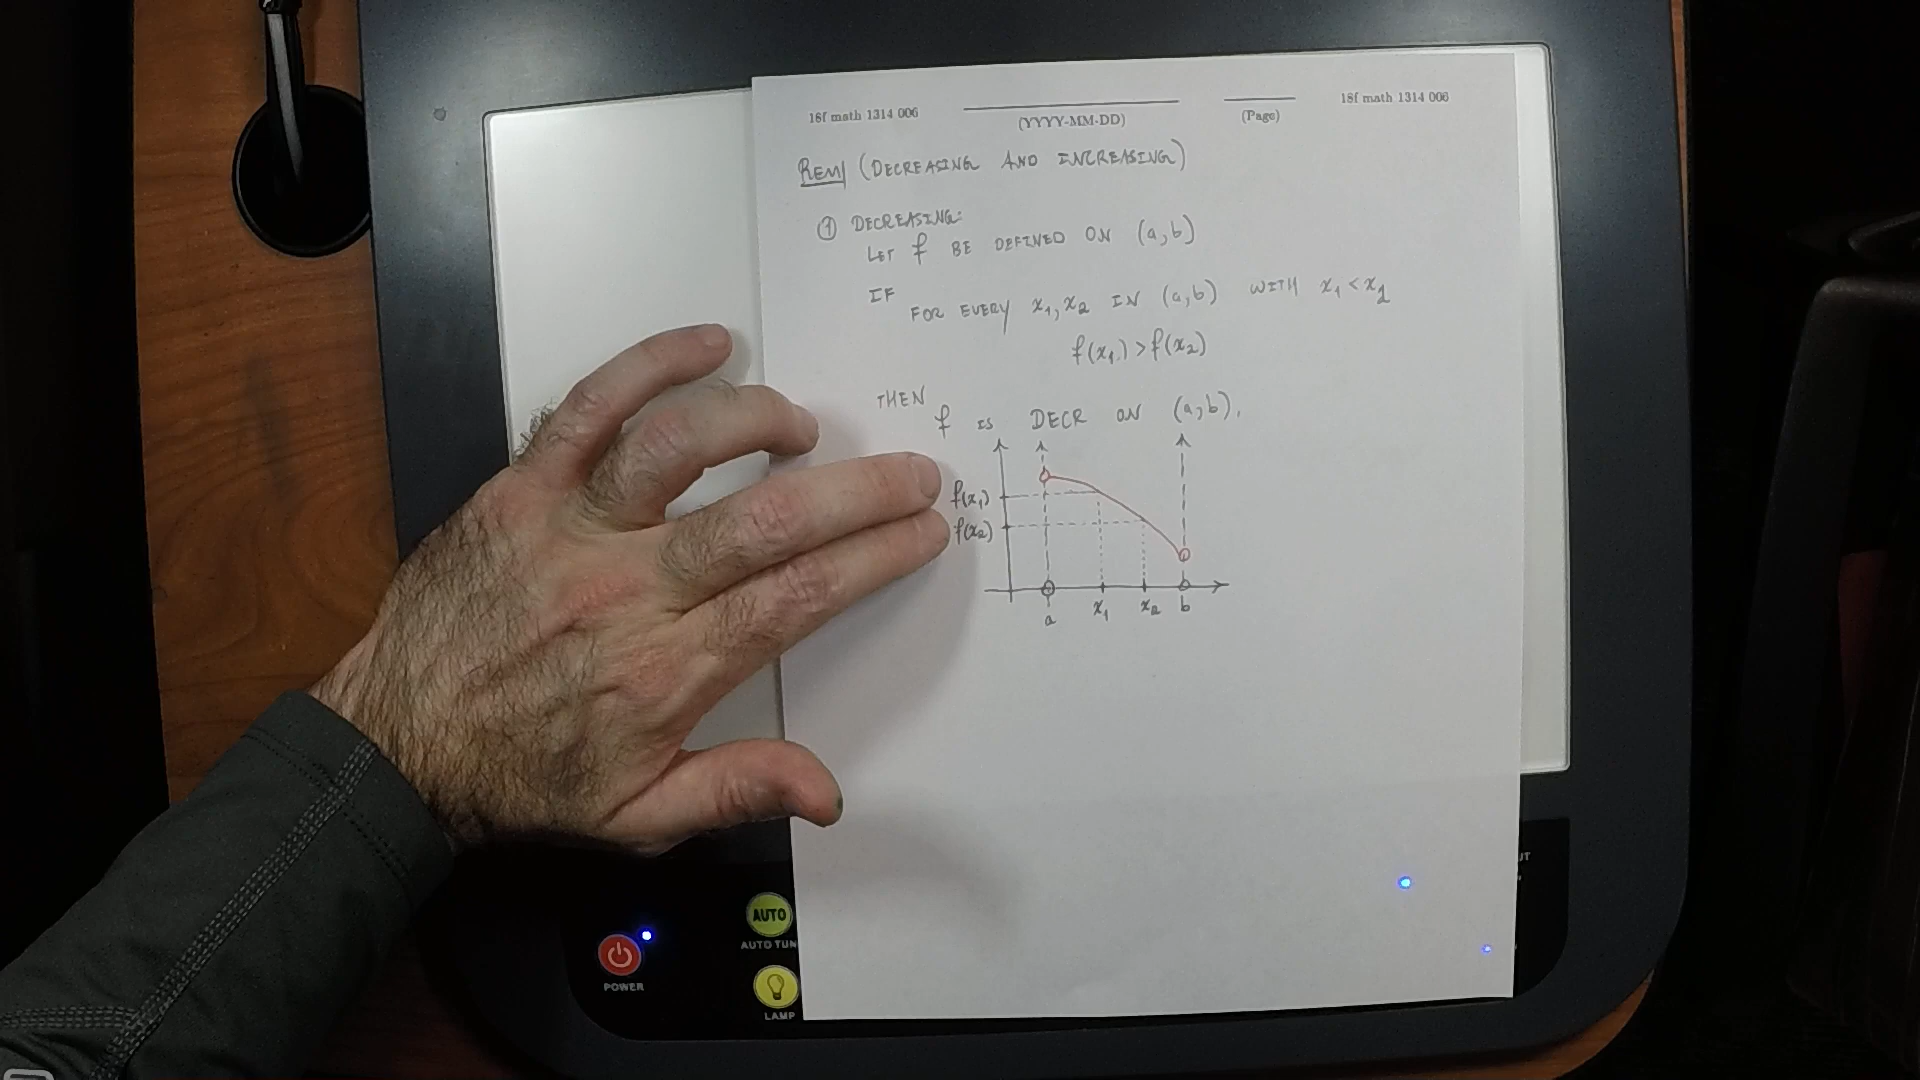 18f math 1314 006
(YYYY-MM-DD)
(Page)
18f math 1314 006
REM (DECREASING AND INCREASING)
① DECREASING:
LET f BE DEFINED ON (a,b)
IF
FOR EVERY x₁, x₂ IN (a,b) WITH x₁ < x₂
f(x₁) > f(x₂)
THEN
f IS DECR ON (a,b).
f(x₁)
f(x₂)
a x₁ x₂ b
AUTO
AUTO TUN
POWER
LAMP